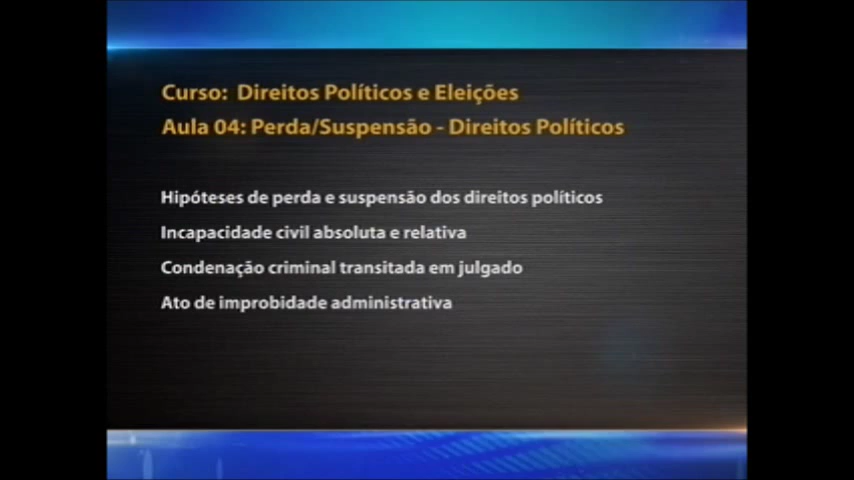 Curso: Direitos Políticos e Eleições
Aula 04: Perda/Suspensão - Direitos Políticos
Hipóteses de perda e suspensão dos direitos políticos
Incapacidade civil absoluta e relativa
Condenação criminal transitada em julgado
Ato de improbidade administrativa